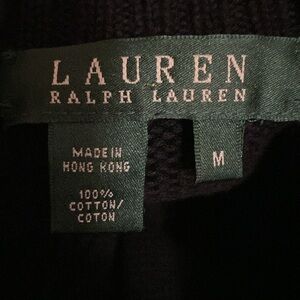 LAUREN
RALPH LAUREN
MADE IN
HONG KONG
100%
COTTON/
COTON
M